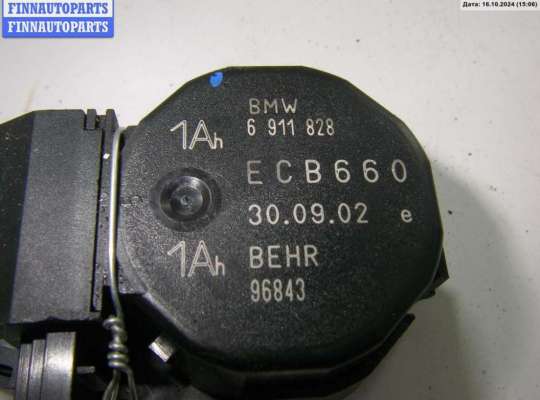 FINNAUTOPARTS
FINNAUTOPARTS
Дата: 16.10.2024 (15:06)
BMW
1Ah 6 911 828
ECB660
30.09.02 e
1Ah BEHR
96843